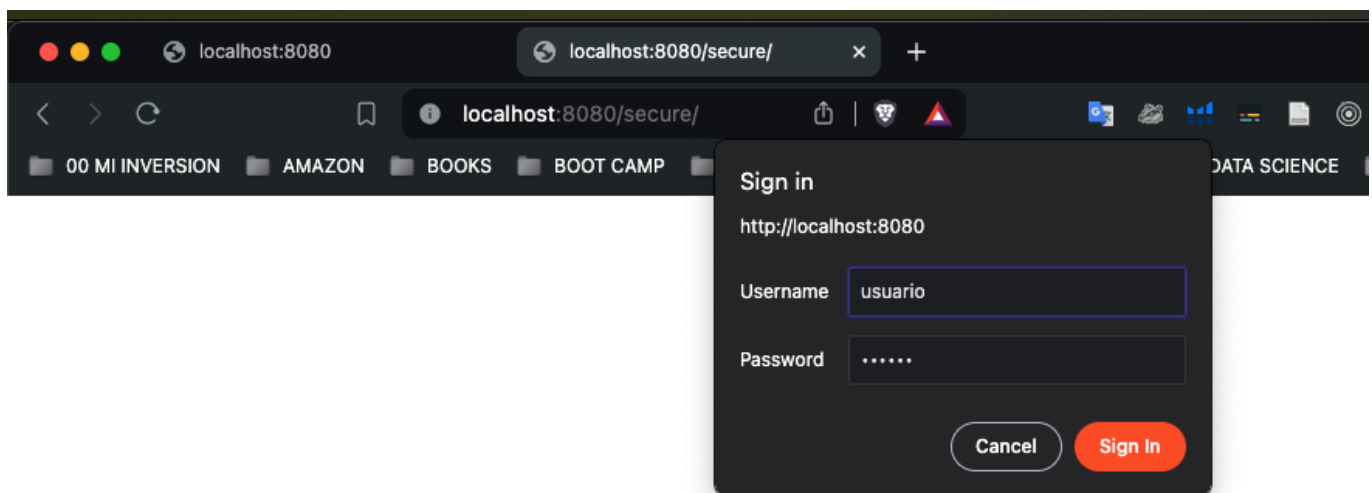 localhost:8080
localhost:8080/secure/
localhost:8080/secure/
00 MI INVERSION AMAZON BOOKS BOOT CAMP DATA SCIENCE
Sign in
http://localhost:8080
Username usuario
Password ••••••
Cancel Sign In